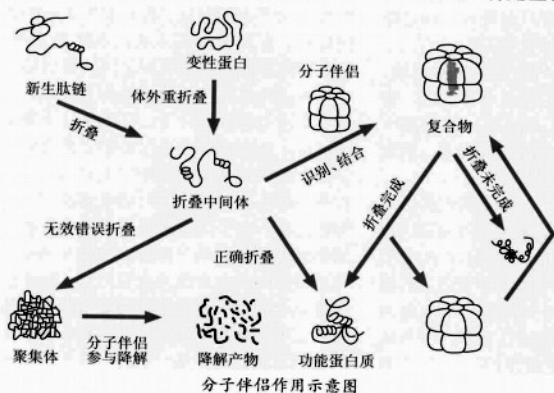 新生肽链
变性蛋白
分子伴侣
复合物
折叠
体外重折叠
识别、结合
折叠中间体
折叠完成
折叠未完成
无效错误折叠
正确折叠
聚集体
分子伴侣
参与降解
降解产物
功能蛋白质
分子伴侣作用示意图